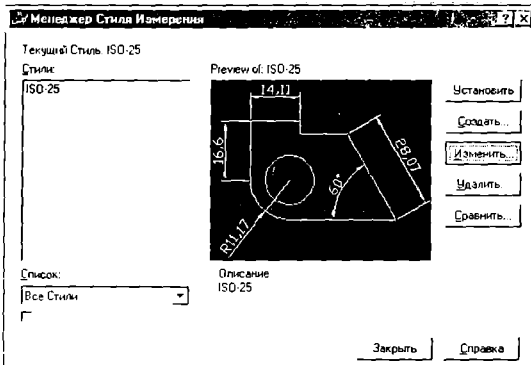 Менеджер Стиля Измерения
Текущий Стиль: ISO-25
Стили:
ISO-25
Preview of: ISO-25
14,11
16,6
28,07
60°
R11,17
Установить
Создать...
Изменить...
Удалить
Сравнить...
Список:
Все Стили
Описание
ISO-25
Закрыть
Справка